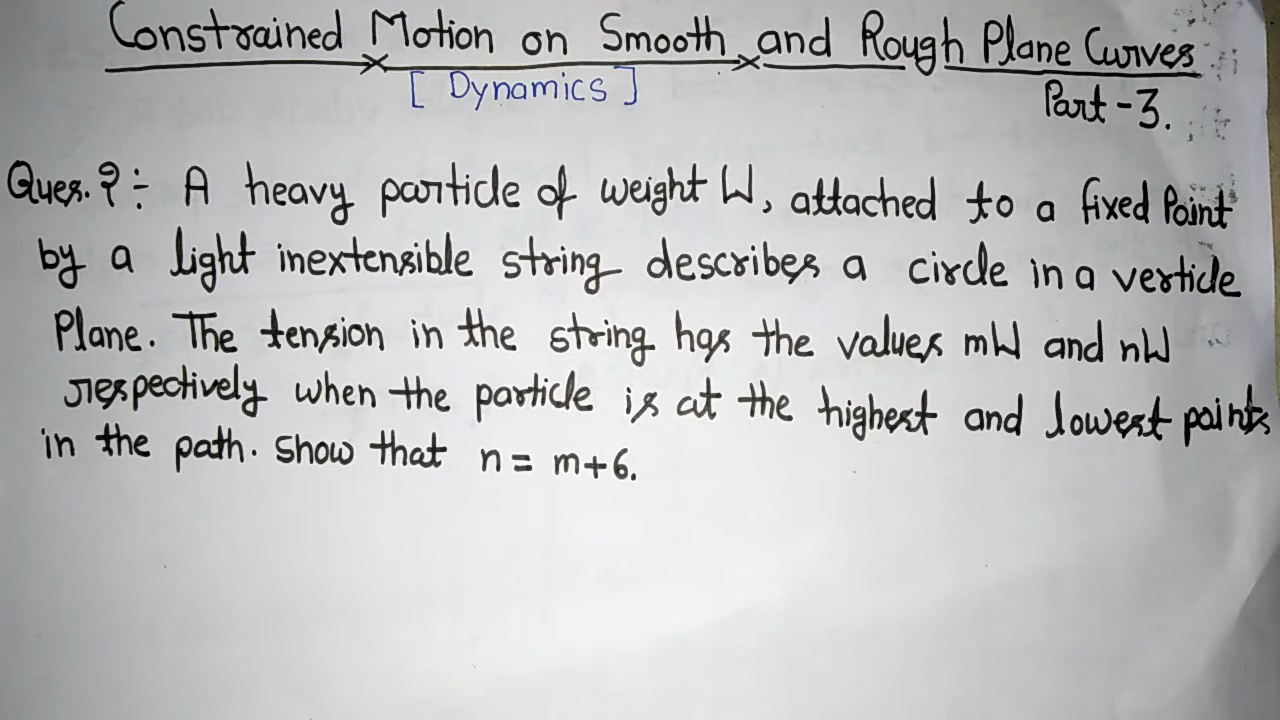 Constrained Motion on Smooth and Rough Plane Curves
[ Dynamics ]
Part - 3.
Ques. ? :- A heavy particle of weight W, attached to a fixed Point
by a light inextensible string describes a circle in a verticle
Plane. The tension in the string has the values mW and nW
respectively when the particle is at the highest and lowest points
in the path. Show that n = m+6.